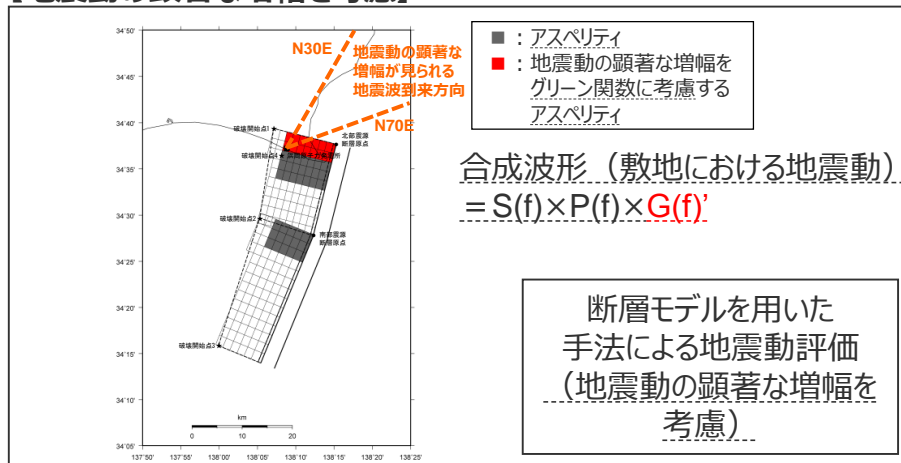 【地震動の顕著な増幅を考慮】
34˚50'
34˚45'
34˚40'
34˚35'
34˚30'
34˚25'
34˚20'
34˚15'
34˚10'
34˚05'
137˚50'
137˚55'
138˚00'
138˚05'
138˚10'
138˚15'
138˚20'
138˚25'
N30E
地震動の顕著な
増幅が見られる
地震波到来方向
N70E
破壊開始点1
破壊開始点4
北部震源
断層原点
破壊開始点2
南部震源
断層原点
破壊開始点3
km
0
10
20
■：アスペリティ
■：地震動の顕著な増幅を
グリーン関数に考慮する
アスペリティ
合成波形（敷地における地震動）
＝S(f)×P(f)×G(f)’
断層モデルを用いた
手法による地震動評価
（地震動の顕著な増幅を
考慮）